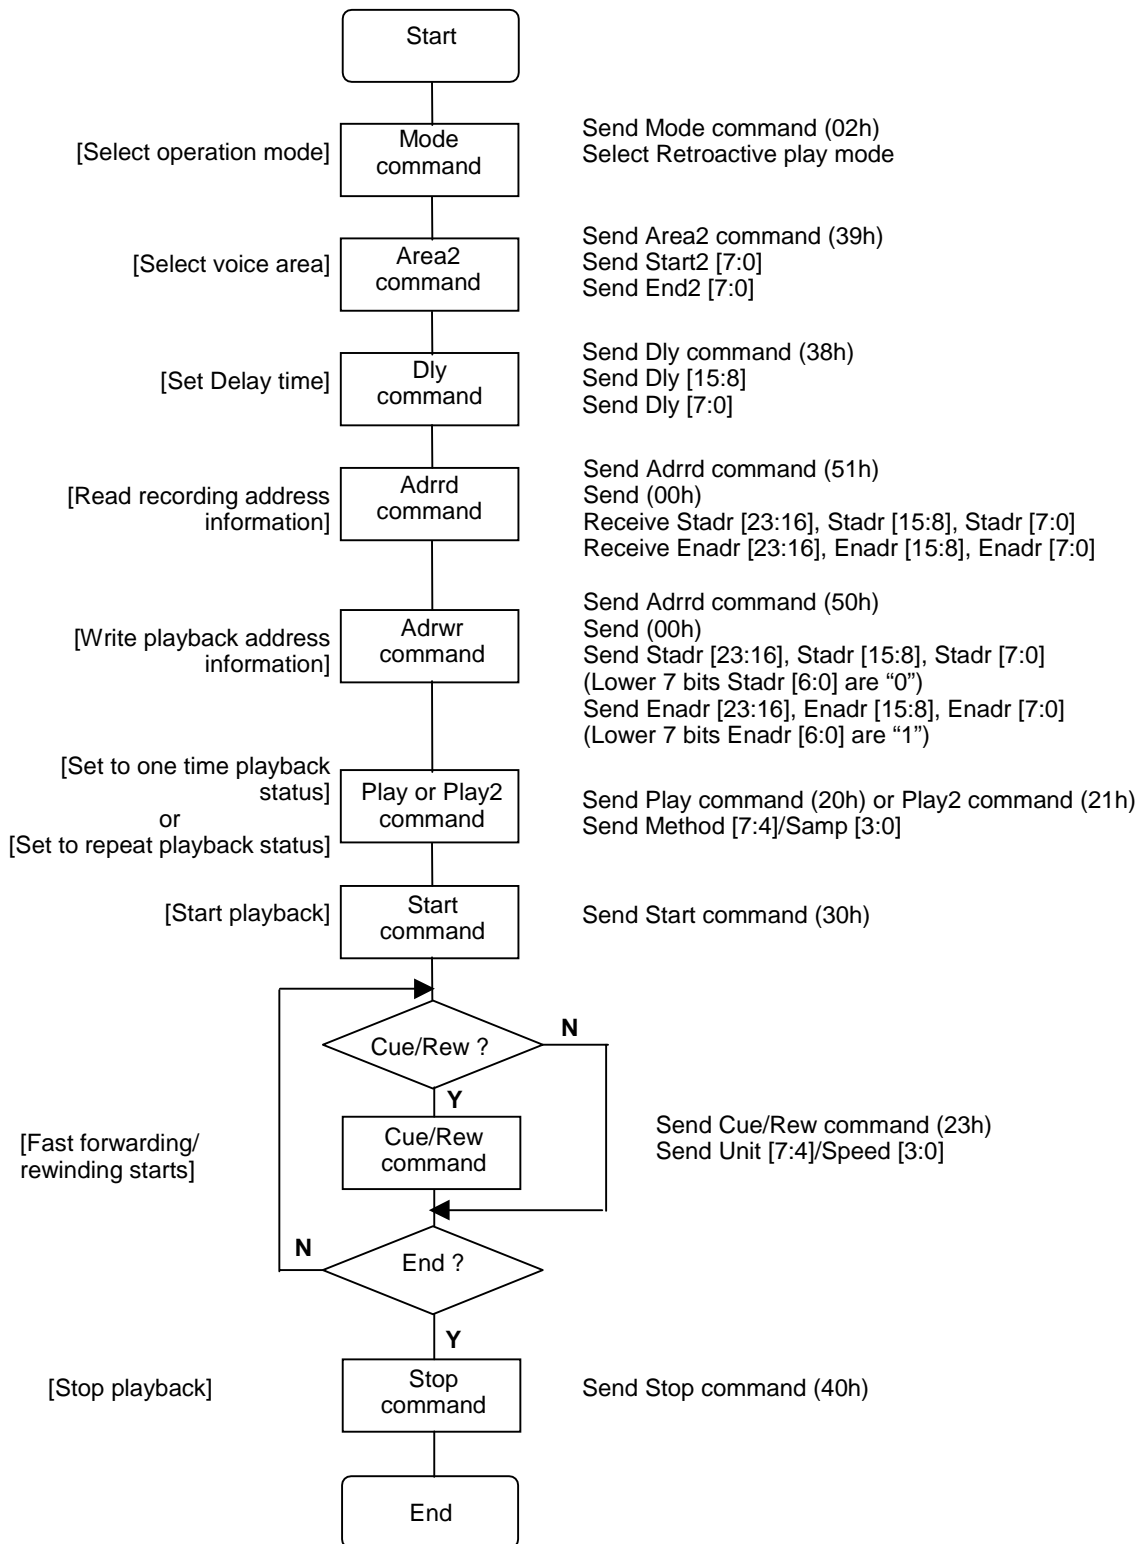 Start
[Select operation mode]
Mode
command
Send Mode command (02h)
Select Retroactive play mode
[Select voice area]
Area2
command
Send Area2 command (39h)
Send Start2 [7:0]
Send End2 [7:0]
[Set Delay time]
Dly
command
Send Dly command (38h)
Send Dly [15:8]
Send Dly [7:0]
[Read recording address
information]
Adrrd
command
Send Adrrd command (51h)
Send (00h)
Receive Stadr [23:16], Stadr [15:8], Stadr [7:0]
Receive Enadr [23:16], Enadr [15:8], Enadr [7:0]
[Write playback address
information]
Adrwr
command
Send Adrrd command (50h)
Send (00h)
Send Stadr [23:16], Stadr [15:8], Stadr [7:0]
(Lower 7 bits Stadr [6:0] are “0”)
Send Enadr [23:16], Enadr [15:8], Enadr [7:0]
(Lower 7 bits Enadr [6:0] are “1”)
[Set to one time playback
status]
or
[Set to repeat playback status]
Play or Play2
command
Send Play command (20h) or Play2 command (21h)
Send Method [7:4]/Samp [3:0]
[Start playback]
Start
command
Send Start command (30h)
Cue/Rew ?
N
Y
[Fast forwarding/
rewinding starts]
Cue/Rew
command
Send Cue/Rew command (23h)
Send Unit [7:4]/Speed [3:0]
N
End ?
Y
[Stop playback]
Stop
command
Send Stop command (40h)
End